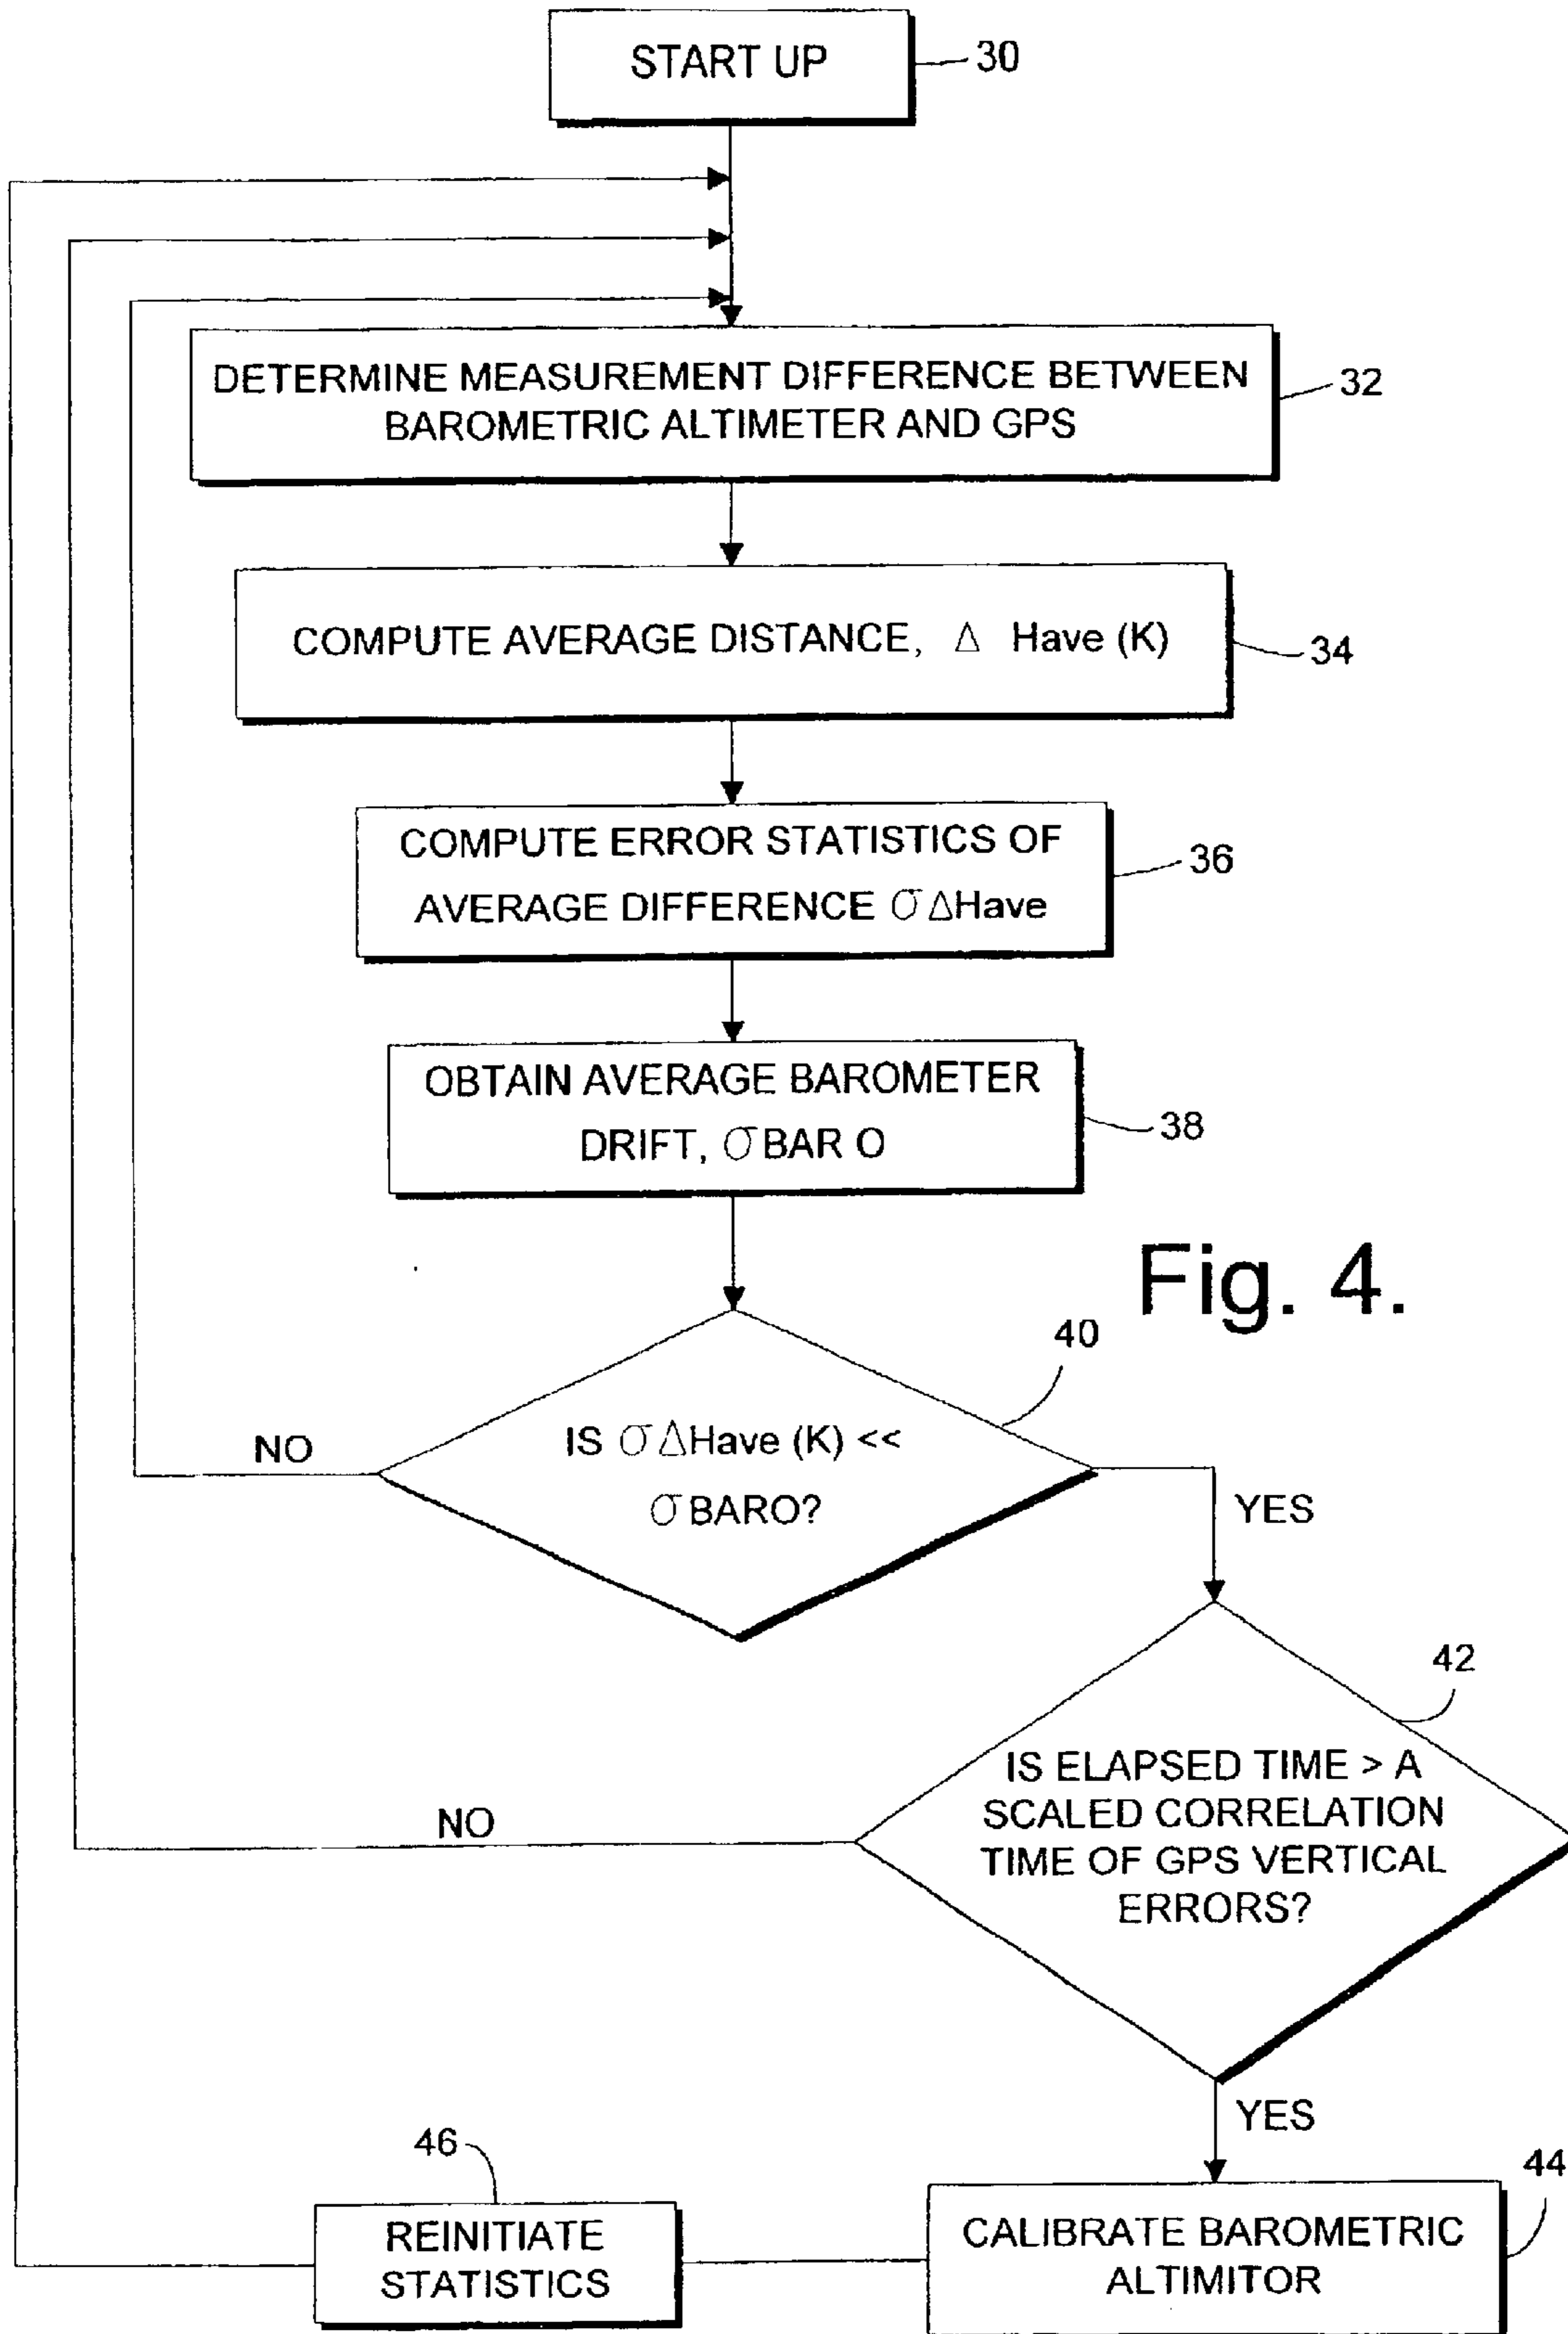 START UP
30
DETERMINE MEASUREMENT DIFFERENCE BETWEEN
BAROMETRIC ALTIMETER AND GPS
32
COMPUTE AVERAGE DISTANCE, Δ Have (K)
34
COMPUTE ERROR STATISTICS OF
AVERAGE DIFFERENCE σ ΔHave
36
OBTAIN AVERAGE BAROMETER
DRIFT, σ BAR O
38
Fig. 4.
40
IS σ ΔHave (K) <<
σ BARO?
NO
YES
42
IS ELAPSED TIME > A
SCALED CORRELATION
TIME OF GPS VERTICAL
ERRORS?
NO
YES
46
REINITIATE
STATISTICS
44
CALIBRATE BAROMETRIC
ALTIMITOR